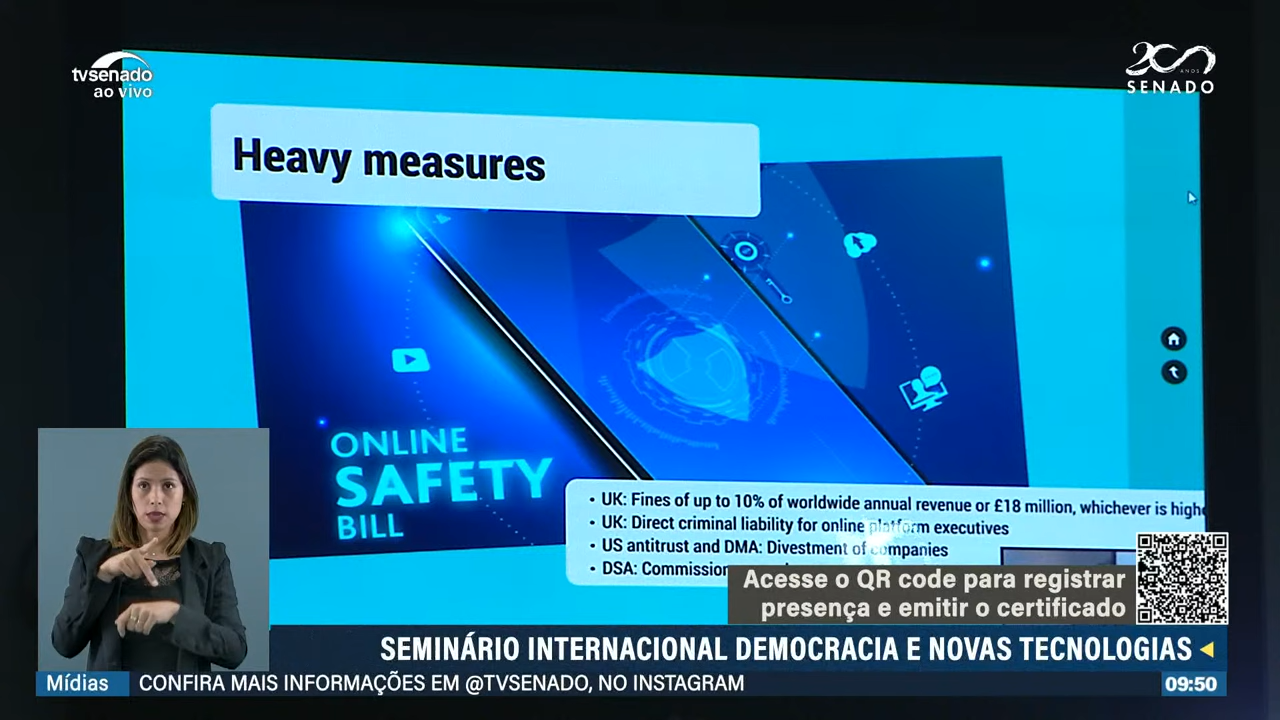 tvsenado
ao vivo
200
ANOS
SENADO
Heavy measures
ONLINE
SAFETY
BILL
• UK: Fines of up to 10% of worldwide annual revenue or £18 million, whichever is
• UK: Direct criminal liability for online platform executives
• US antitrust and DMA: Divestment of companies
• DSA: Commission
Acesse o QR code para registrar
presença e emitir o certificado
SEMINÁRIO INTERNACIONAL DEMOCRACIA E NOVAS TECNOLOGIAS
Mídias CONFIRA MAIS INFORMAÇÕES EM @TVSENADO, NO INSTAGRAM 09:50